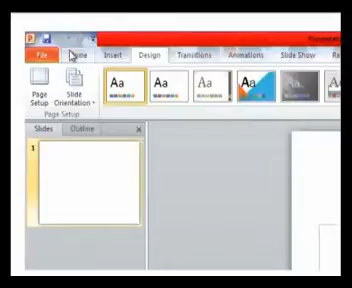 File Home Insert Design Transitions Animations Slide Show
Aa Aa Aa Aa
Page Setup Slide Orientation
Page Setup
Slides Outline
1